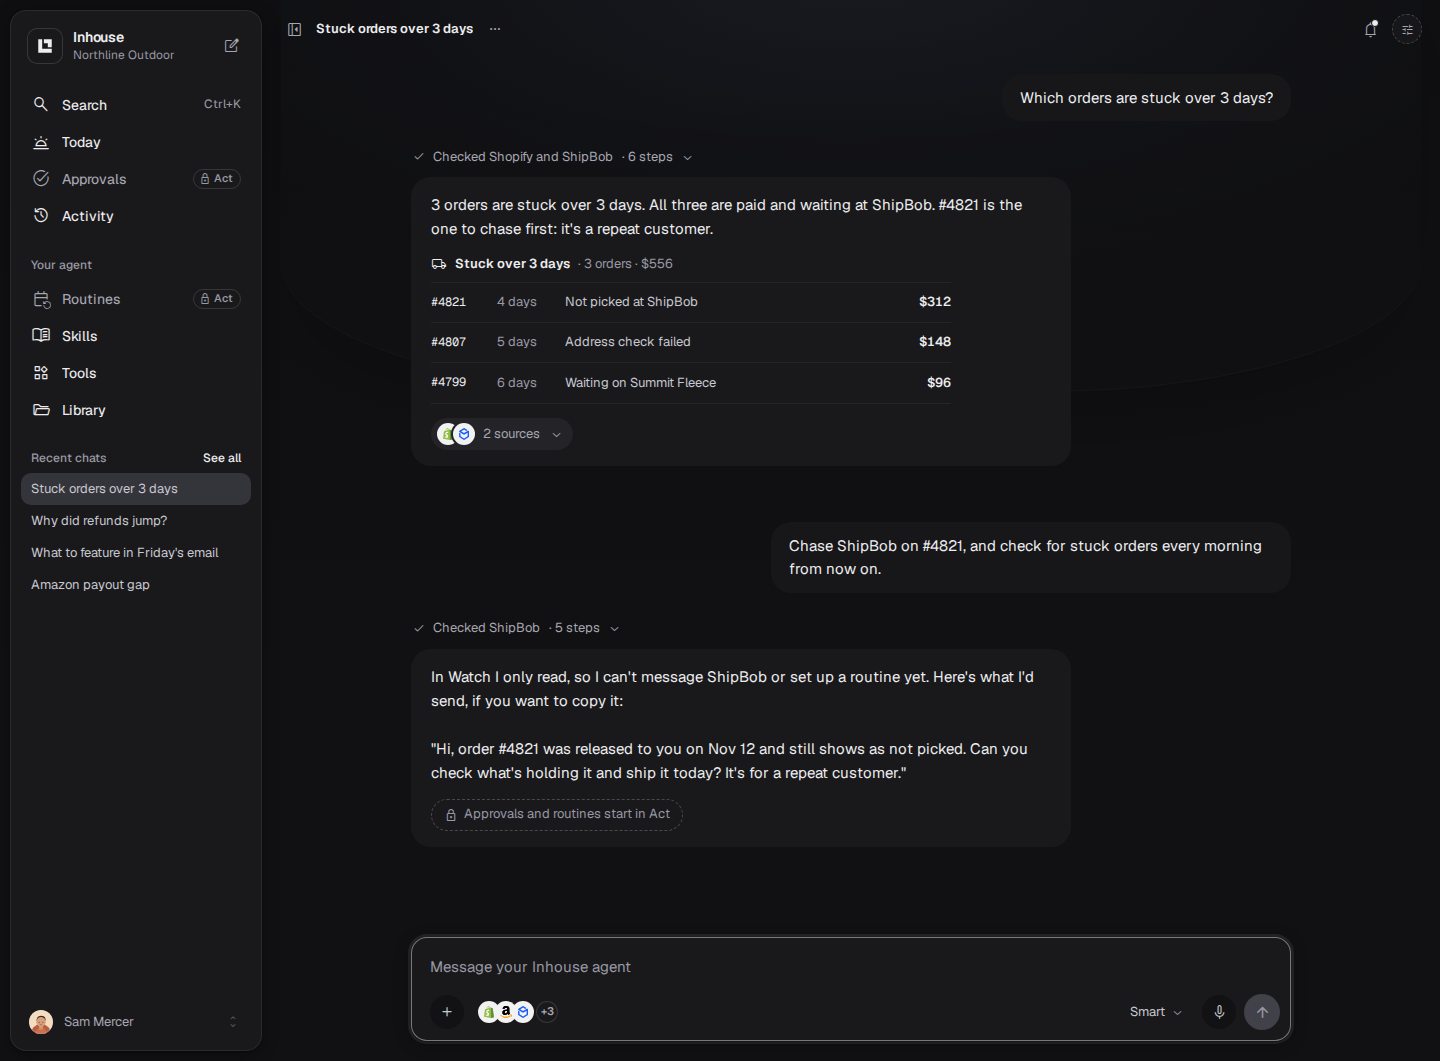 Inhouse
Northline Outdoor
Search Ctrl+K
Today
Approvals Act
Activity
Your agent
Routines Act
Skills
Tools
Library
Recent chats See all
Stuck orders over 3 days
Why did refunds jump?
What to feature in Friday's email
Amazon payout gap
Sam Mercer
Stuck orders over 3 days ···
Which orders are stuck over 3 days?
Checked Shopify and ShipBob · 6 steps
3 orders are stuck over 3 days. All three are paid and waiting at ShipBob. #4821 is the
one to chase first: it's a repeat customer.
Stuck over 3 days · 3 orders · $556
#4821 4 days Not picked at ShipBob $312
#4807 5 days Address check failed $148
#4799 6 days Waiting on Summit Fleece $96
2 sources
Chase ShipBob on #4821, and check for stuck orders every morning
from now on.
Checked ShipBob · 5 steps
In Watch I only read, so I can't message ShipBob or set up a routine yet. Here's what I'd
send, if you want to copy it:
"Hi, order #4821 was released to you on Nov 12 and still shows as not picked. Can you
check what's holding it and ship it today? It's for a repeat customer."
Approvals and routines start in Act
Message your Inhouse agent
+ a +3 Smart